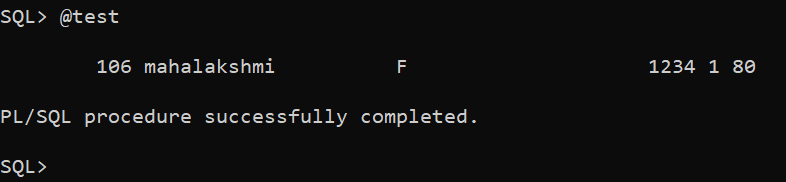 SQL> @test
106 mahalakshmi F 1234 1 80
PL/SQL procedure successfully completed.
SQL>